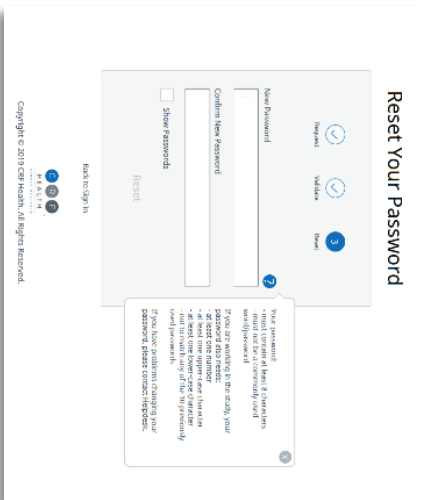 Reset Your Password
Request
Validate
3
Reset
New Password
?
Confirm New Password
Show Passwords
Reset
Back to Sign In
Your password:
- must contain at least 8 characters
- must not be a commonly used
word/password
If you are working in the study, your
password also needs:
- at least one number
- at least one upper-case character
- at least one lower-case character
- not to match any of the 10 previously
used passwords
If you have problems changing your
password, please contact Helpdesk.
X
C R F
HEALTH
Copyright © 2019 CRF Health. All Rights Reserved.